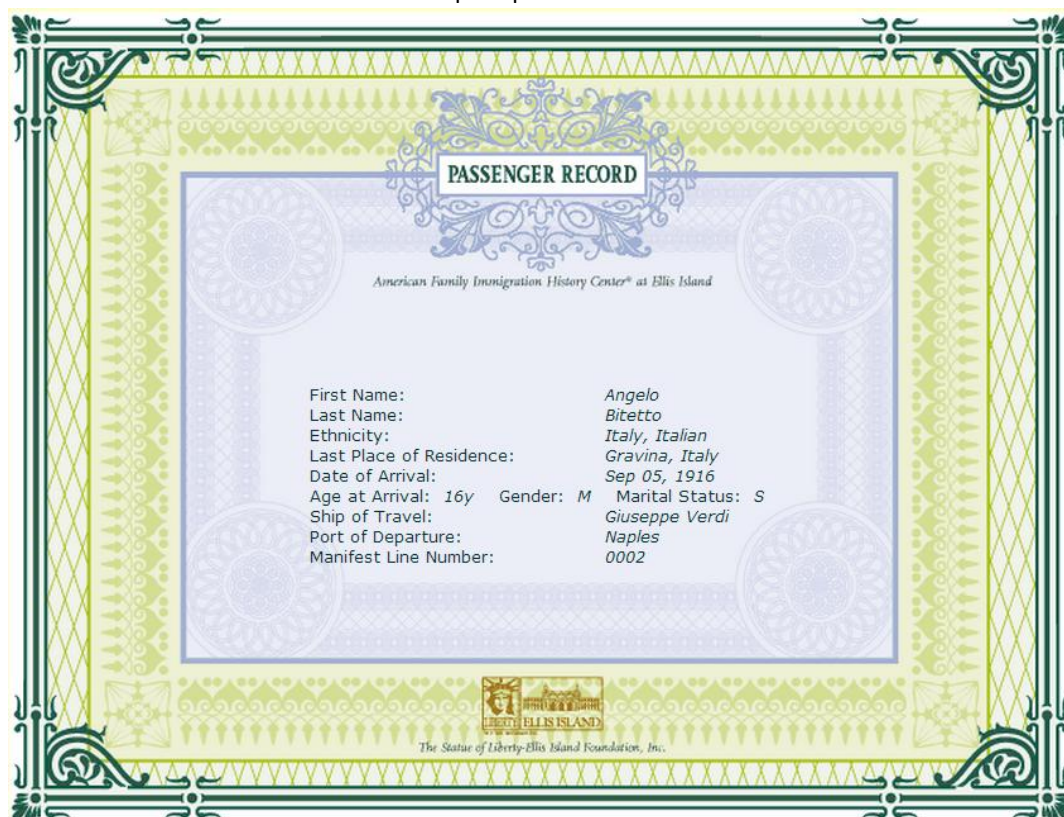 PASSENGER RECORD
American Family Immigration History Center® at Ellis Island
First Name: Angelo
Last Name: Bitetto
Ethnicity: Italy, Italian
Last Place of Residence: Gravina, Italy
Date of Arrival: Sep 05, 1916
Age at Arrival: 16y Gender: M Marital Status: S
Ship of Travel: Giuseppe Verdi
Port of Departure: Naples
Manifest Line Number: 0002
LIBERTY ELLIS ISLAND
The Statue of Liberty-Ellis Island Foundation, Inc.